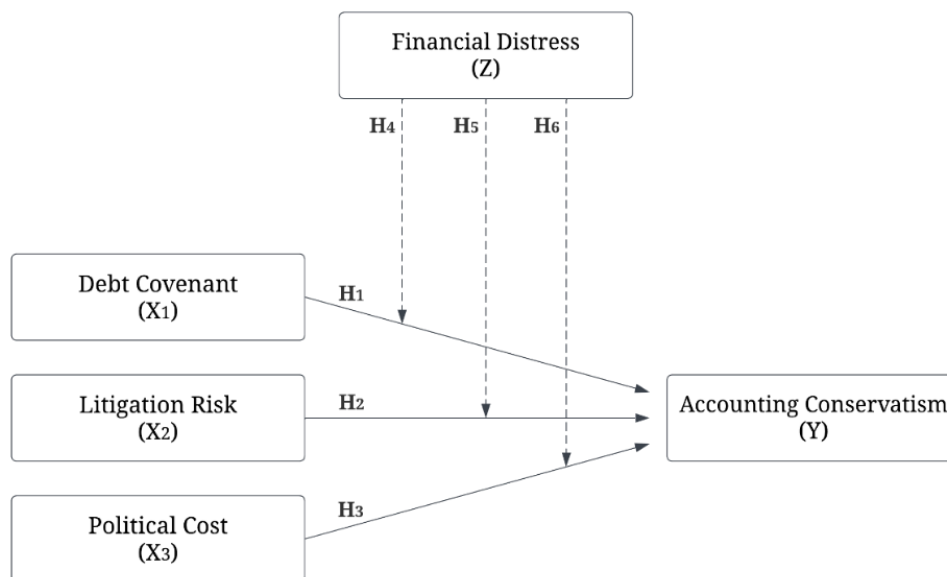 Financial Distress
(Z)
H4
H5
H6
Debt Covenant
(X1)
H1
Litigation Risk
(X2)
H2
Accounting Conservatism
(Y)
Political Cost
(X3)
H3